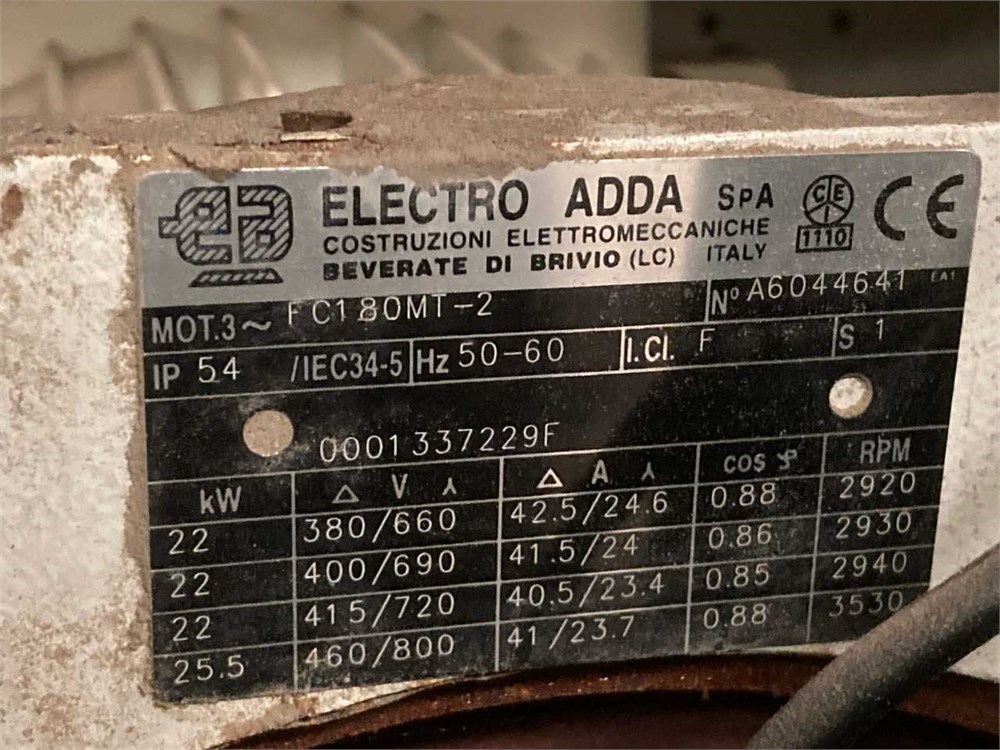 ELECTRO ADDA SpA
COSTRUZIONI ELETTROMECCANICHE
BEVERATE DI BRIVIO (LC) ITALY
CEI
1110
CE
MOT.3~ FC180MT-2 N° A6044641 EA1
IP 54 /IEC34-5 Hz 50-60 I.Cl. F S 1
0001337229F
kW △ V ⅄ △ A ⅄ cos φ RPM
22 380/660 42.5/24.6 0.88 2920
22 400/690 41.5/24 0.86 2930
22 415/720 40.5/23.4 0.85 2940
25.5 460/800 41/23.7 0.88 3530